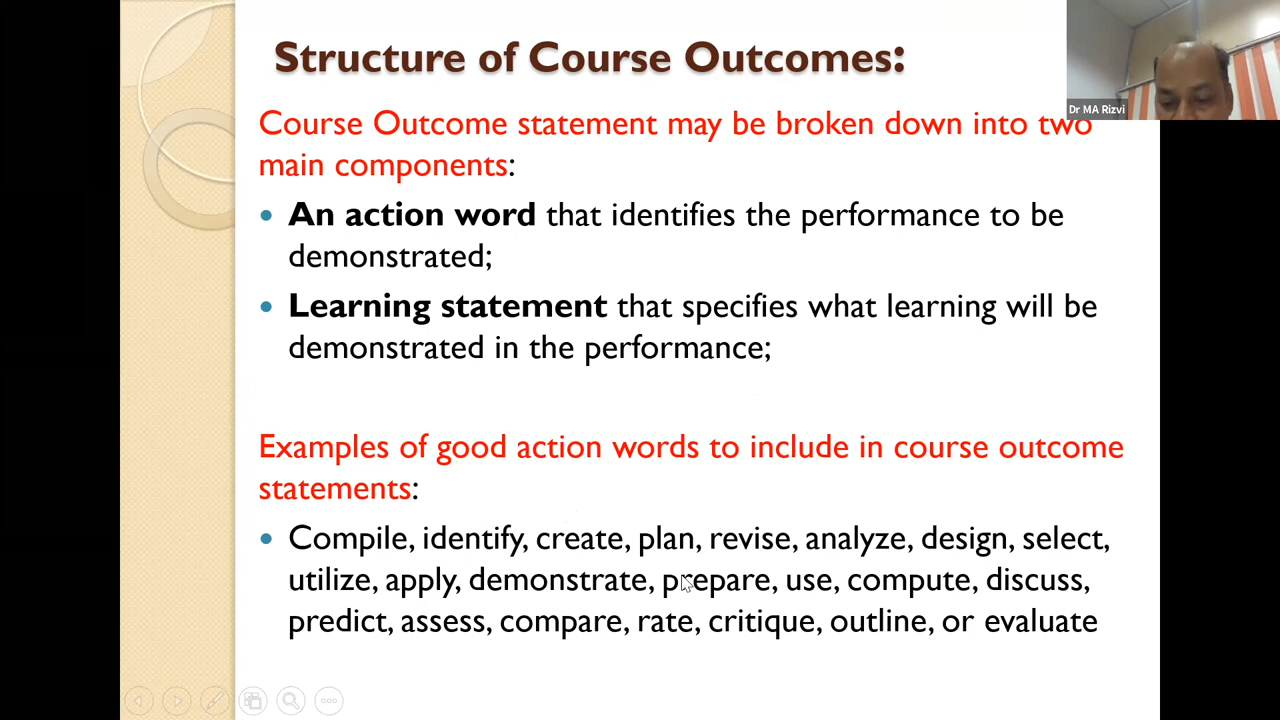 Structure of Course Outcomes:
Dr MA Rizvi
Course Outcome statement may be broken down into two
main components:
• An action word that identifies the performance to be
demonstrated;
• Learning statement that specifies what learning will be
demonstrated in the performance;
Examples of good action words to include in course outcome
statements:
• Compile, identify, create, plan, revise, analyze, design, select,
utilize, apply, demonstrate, prepare, use, compute, discuss,
predict, assess, compare, rate, critique, outline, or evaluate